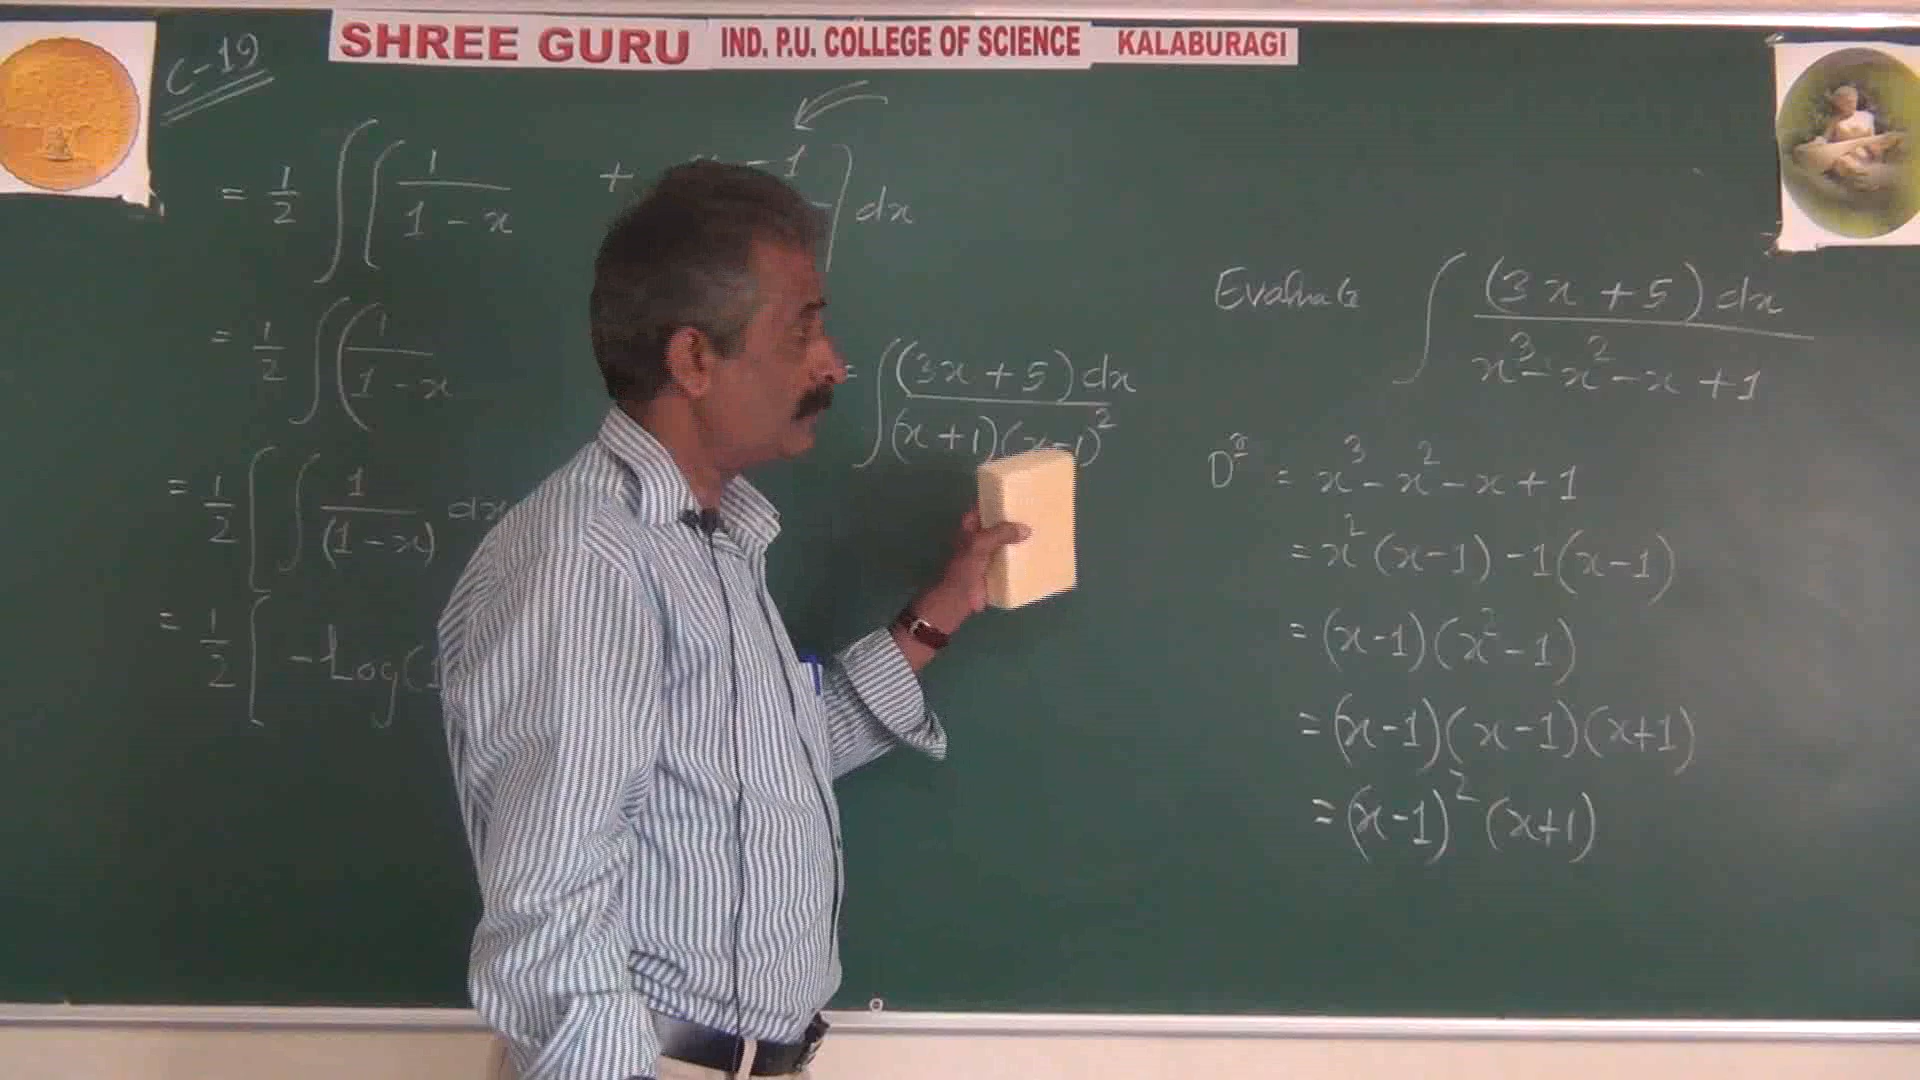 SHREE GURU IND. P.U. COLLEGE OF SCIENCE KALABURAGI
C-19
= 1/2 ∫ [ 1/(1-x) + - 1 ] dx
= 1/2 ∫ ( 1/(1-x)
= 1/2 [ ∫ 1/(1-x) dx
= 1/2 [ -Log(1
= ∫ (3x+5)dx/(x+1)(x-1)²
Evaluate ∫ (3x+5)dx/x³-x²-x+1
Dʳ = x³-x²-x+1
= x²(x-1)-1(x-1)
= (x-1)(x²-1)
= (x-1)(x-1)(x+1)
= (x-1)²(x+1)